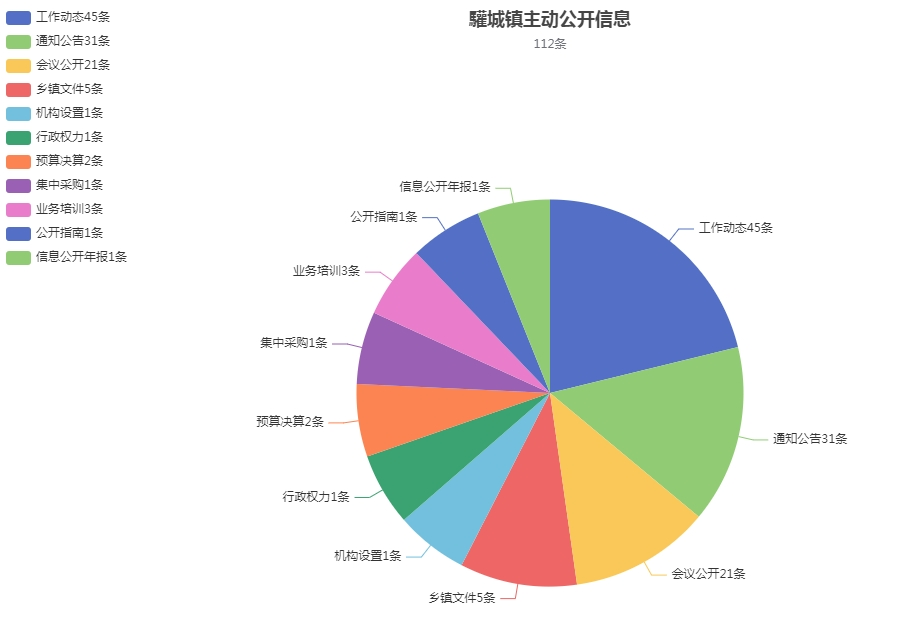 工作动态45条
通知公告31条
会议公开21条
乡镇文件5条
机构设置1条
行政权力1条
预算决算2条
集中采购1条
业务培训3条
公开指南1条
信息公开年报1条
驩城镇主动公开信息
112条
信息公开年报1条
公开指南1条
工作动态45条
业务培训3条
集中采购1条
预算决算2条
通知公告31条
行政权力1条
机构设置1条
会议公开21条
乡镇文件5条